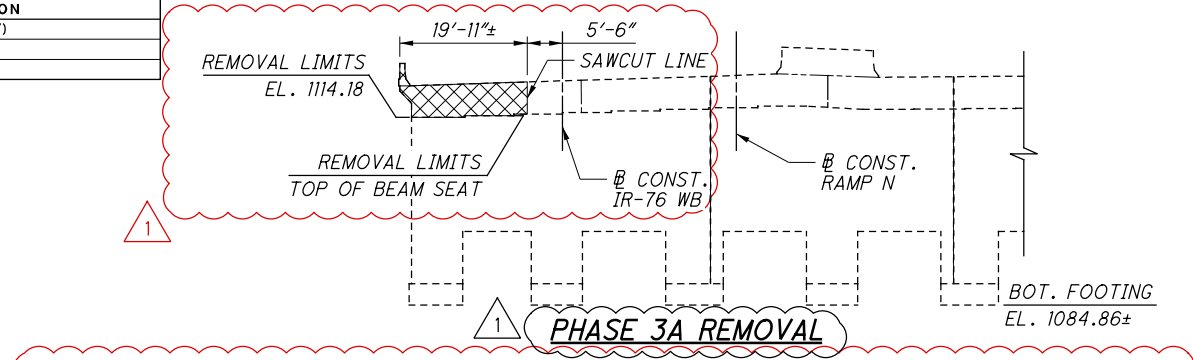 ON
)
19'-11"±
5'-6"
REMOVAL LIMITS
EL. 1114.18
SAWCUT LINE
REMOVAL LIMITS
TOP OF BEAM SEAT
℄ CONST.
IR-76 WB
℄ CONST.
RAMP N
1
BOT. FOOTING
EL. 1084.86±
1
PHASE 3A REMOVAL